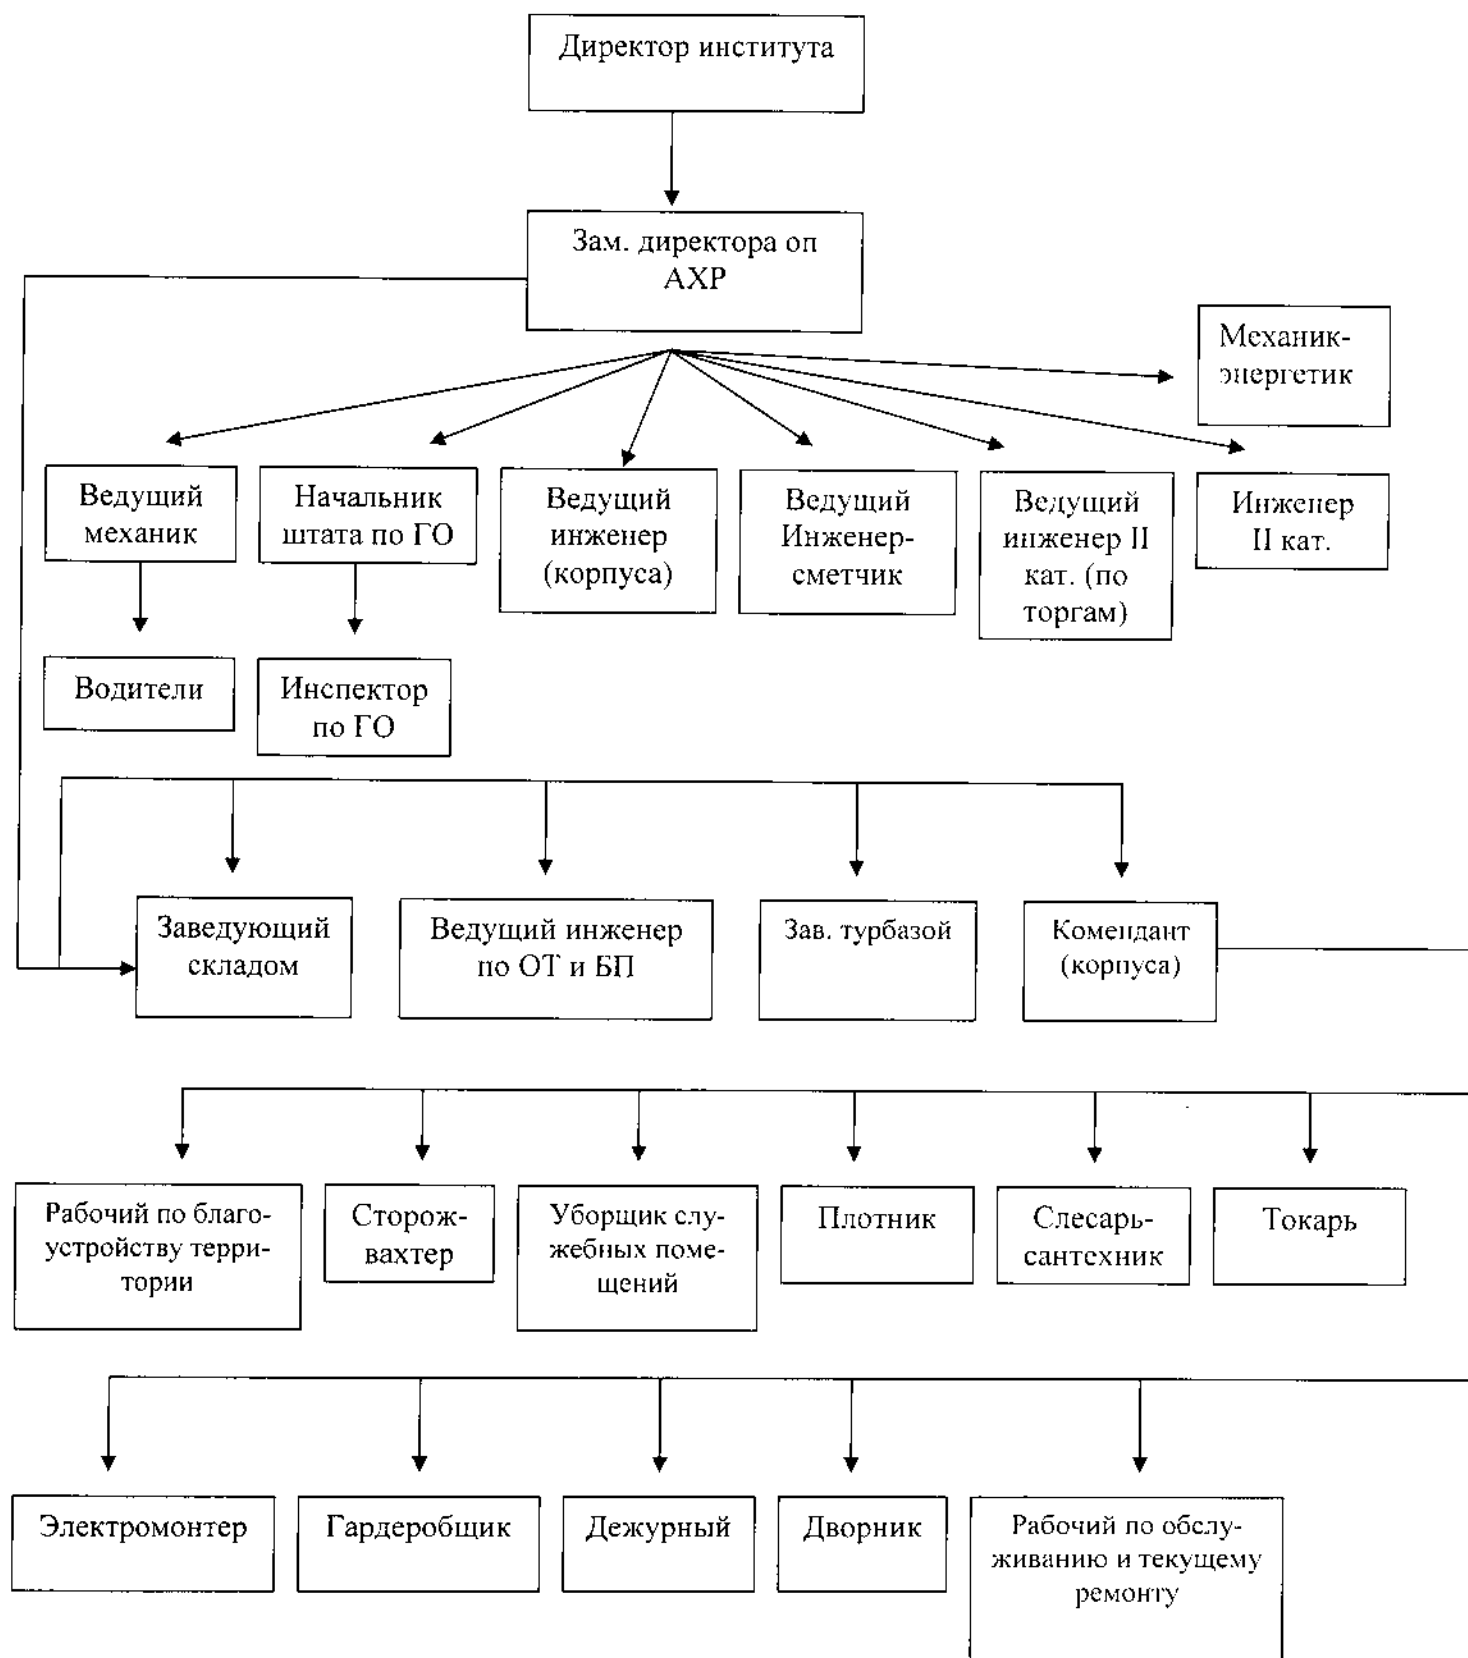 Директор института
Зам. директора оп
АХР
Механик-
энергетик
Ведущий
механик
Начальник
штата по ГО
Ведущий
инженер
(корпуса)
Ведущий
Инженер-
сметчик
Ведущий
инженер II
кат. (по
торгам)
Инженер
II кат.
Водители
Инспектор
по ГО
Заведующий
складом
Ведущий инженер
по ОТ и БП
Зав. турбазой
Комендант
(корпуса)
Рабочий по благо-
устройству терри-
тории
Сторож-
вахтер
Уборщик слу-
жебных поме-
щений
Плотник
Слесарь-
сантехник
Токарь
Электромонтер
Гардеробщик
Дежурный
Дворник
Рабочий по обслу-
живанию и текущему
ремонту